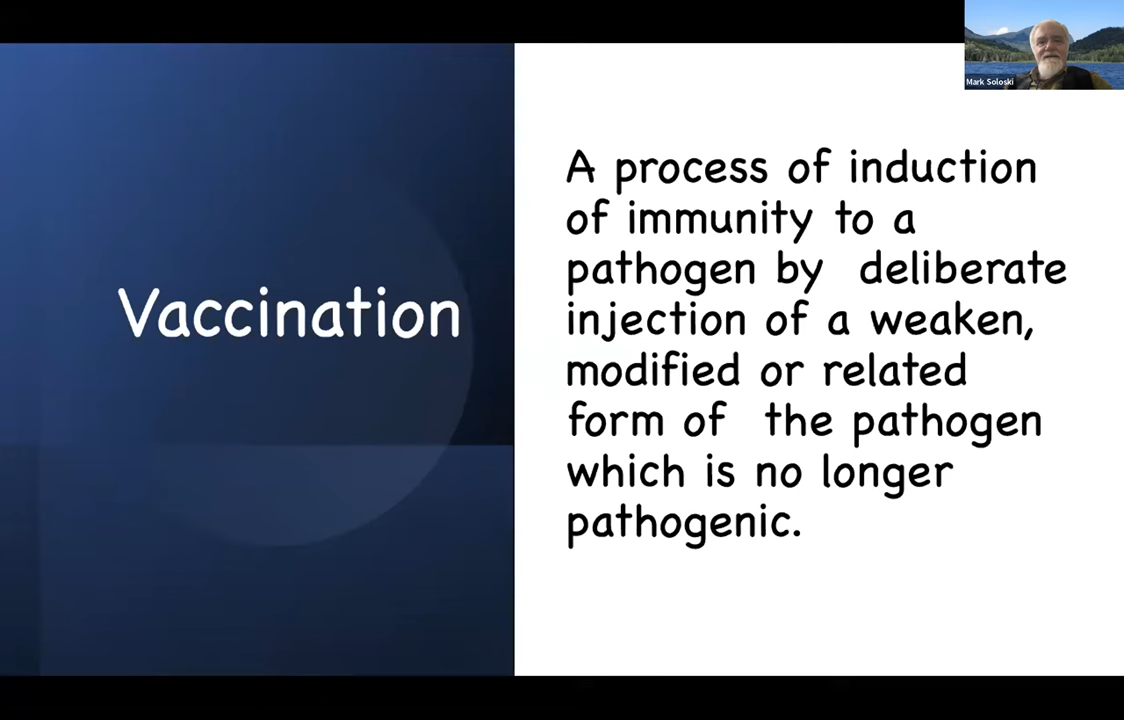 Mark Soloski
Vaccination
A process of induction
of immunity to a
pathogen by deliberate
injection of a weaken,
modified or related
form of the pathogen
which is no longer
pathogenic.